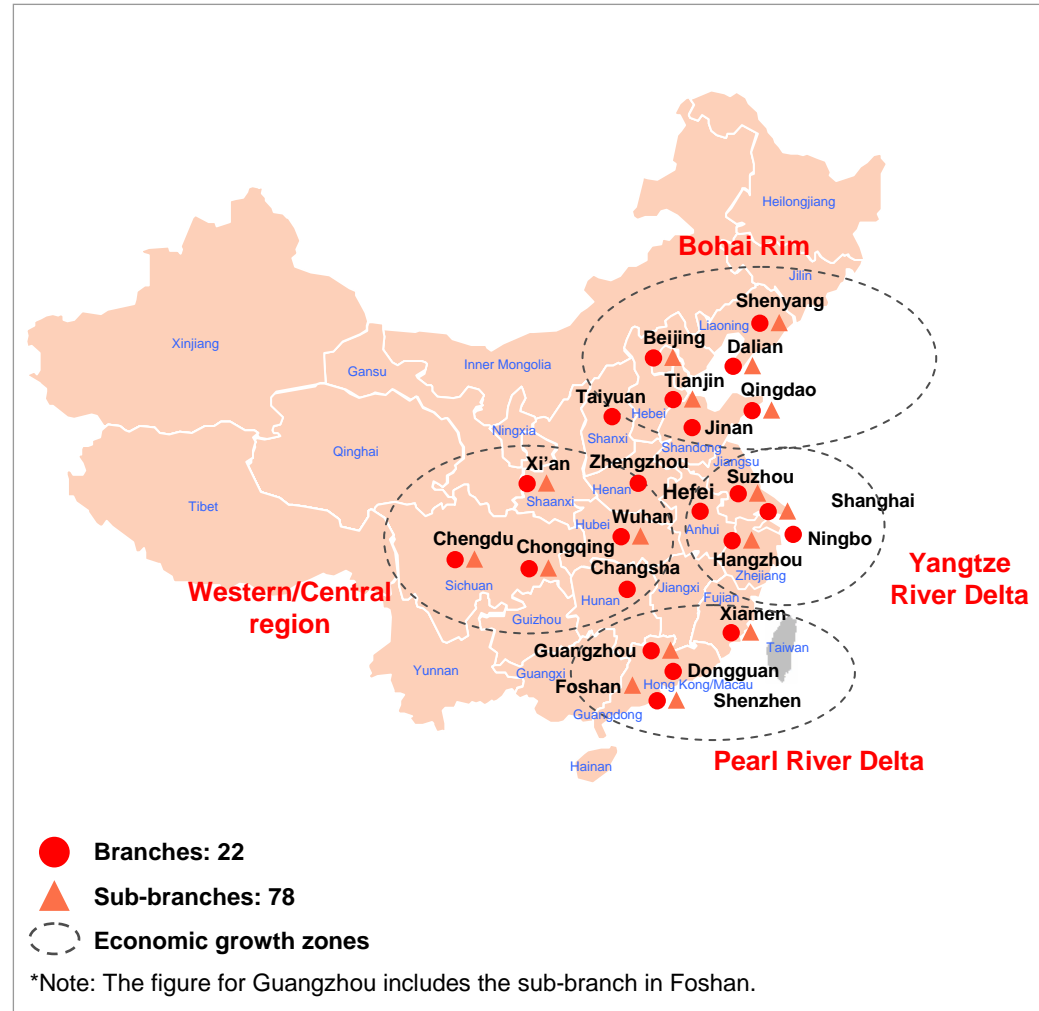 Heilongjiang
Bohai Rim
Jilin
Shenyang
Liaoning
Beijing
Dalian
Xinjiang
Inner Mongolia
Gansu
Tianjin
Qingdao
Taiyuan
Hebei
Jinan
Ningxia
Shanxi
Shandong
Qinghai
Jiangsu
Xi’an
Zhengzhou
Suzhou
Henan
Hefei
Shanghai
Shaanxi
Tibet
Wuhan
Hubei
Anhui
Ningbo
Chengdu
Chongqing
Hangzhou
Changsha
Zhejiang
Sichuan
Jiangxi
Yangtze
River Delta
Western/Central
region
Hunan
Fujian
Guizhou
Xiamen
Taiwan
Guangzhou
Yunnan
Guangxi
Dongguan
Foshan
Hong Kong/Macau
Shenzhen
Guangdong
Pearl River Delta
Hainan
Branches: 22
Sub-branches: 78
Economic growth zones
*Note: The figure for Guangzhou includes the sub-branch in Foshan.